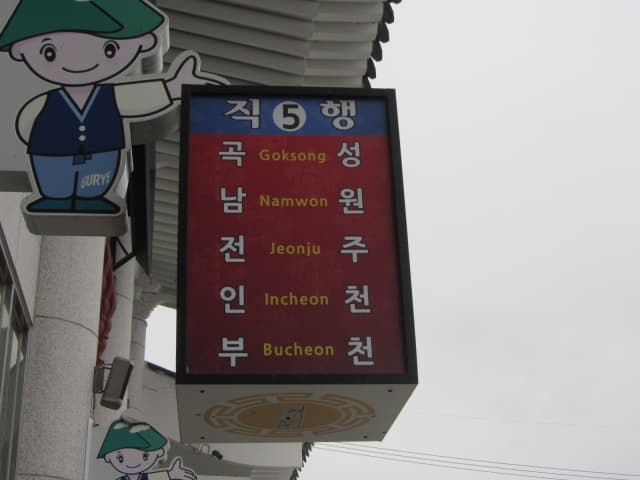 직 5 행
곡 Goksong 성
남 Namwon 원
전 Jeonju 주
인 Incheon 천
부 Bucheon 천
GURYE